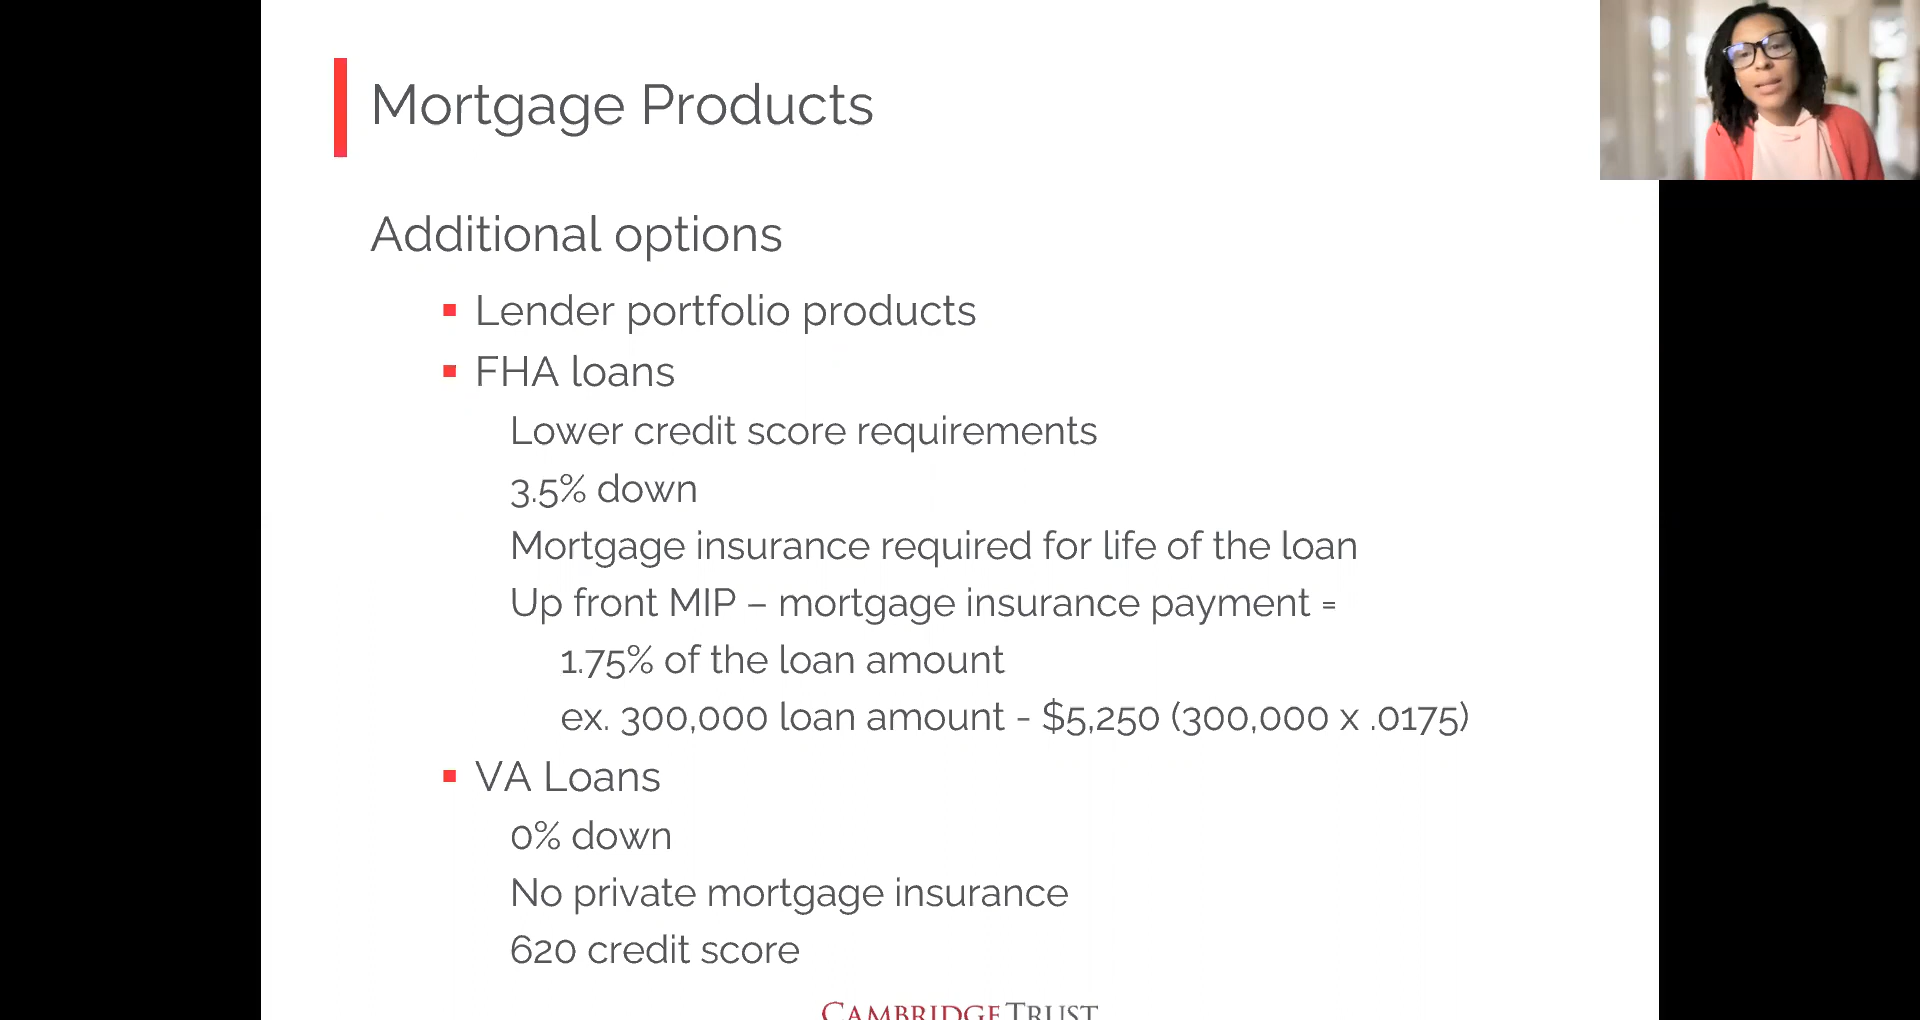 Mortgage Products
Additional options
▪ Lender portfolio products
▪ FHA loans
Lower credit score requirements
3.5% down
Mortgage insurance required for life of the loan
Up front MIP – mortgage insurance payment =
1.75% of the loan amount
ex. 300,000 loan amount - $5,250 (300,000 x .0175)
▪ VA Loans
0% down
No private mortgage insurance
620 credit score
CAMBRIDGE TRUST